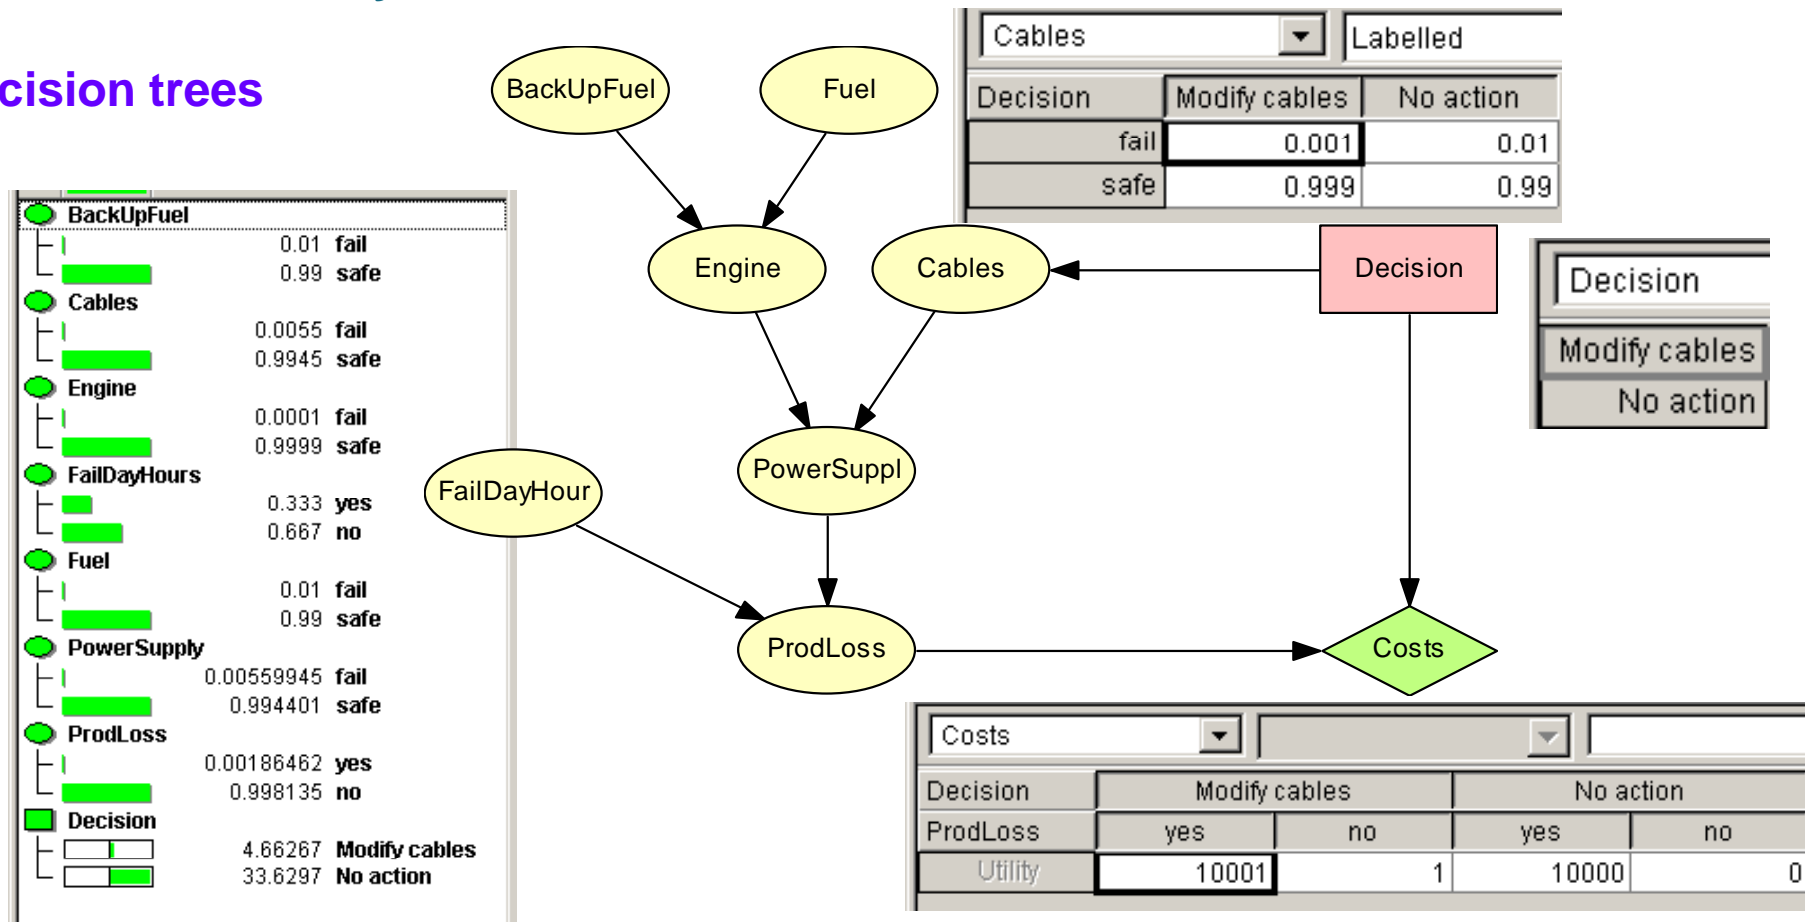 cision trees
BackUpFuel
Fuel
Engine
Cables
Decision
PowerSuppl
FailDayHour
ProdLoss
Costs
Cables Labelled
Decision Modify cables No action
fail 0.001 0.01
safe 0.999 0.99
Decision
Modify cables
No action
BackUpFuel
0.01 fail
0.99 safe
Cables
0.0055 fail
0.9945 safe
Engine
0.0001 fail
0.9999 safe
FailDayHours
0.333 yes
0.667 no
Fuel
0.01 fail
0.99 safe
PowerSupply
0.00559945 fail
0.994401 safe
ProdLoss
0.00186462 yes
0.998135 no
Decision
4.66267 Modify cables
33.6297 No action
Costs
Decision Modify cables No action
ProdLoss yes no yes no
Utility 10001 1 10000 0